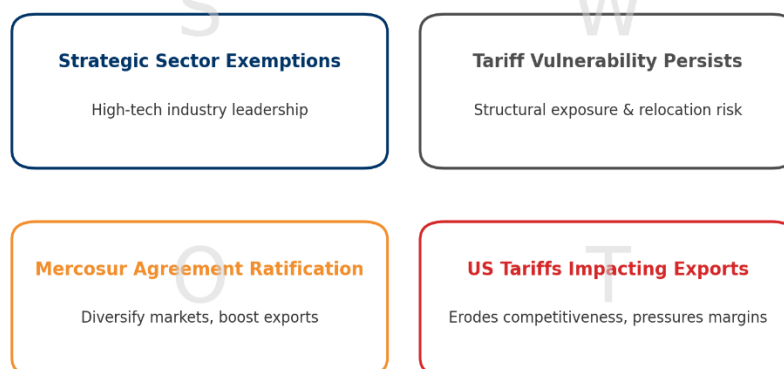 S
W
Strategic Sector Exemptions
Tariff Vulnerability Persists
High-tech industry leadership
Structural exposure & relocation risk
O
T
Mercosur Agreement Ratification
US Tariffs Impacting Exports
Diversify markets, boost exports
Erodes competitiveness, pressures margins